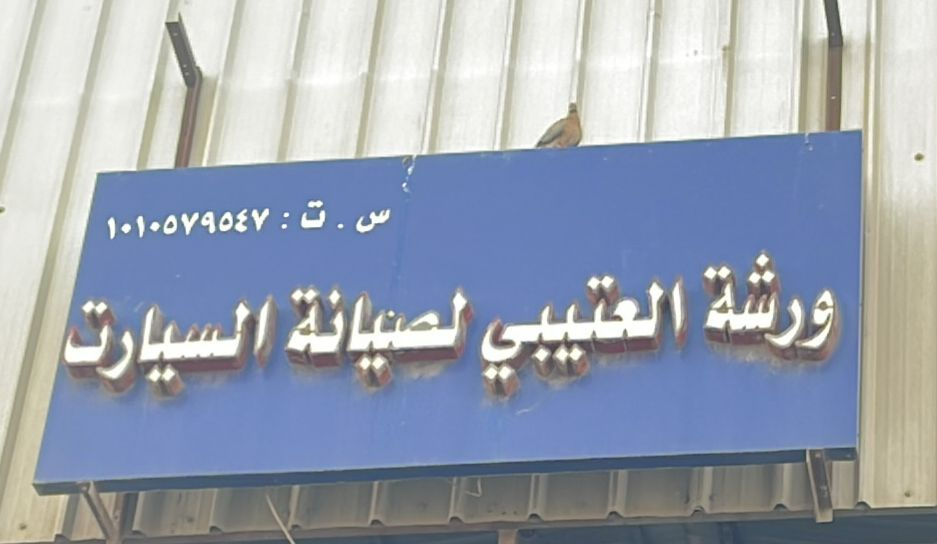 س . ت : ١٠١٠٥٧٩٥٤٧
ورشة العتيبي لصيانة السيارت